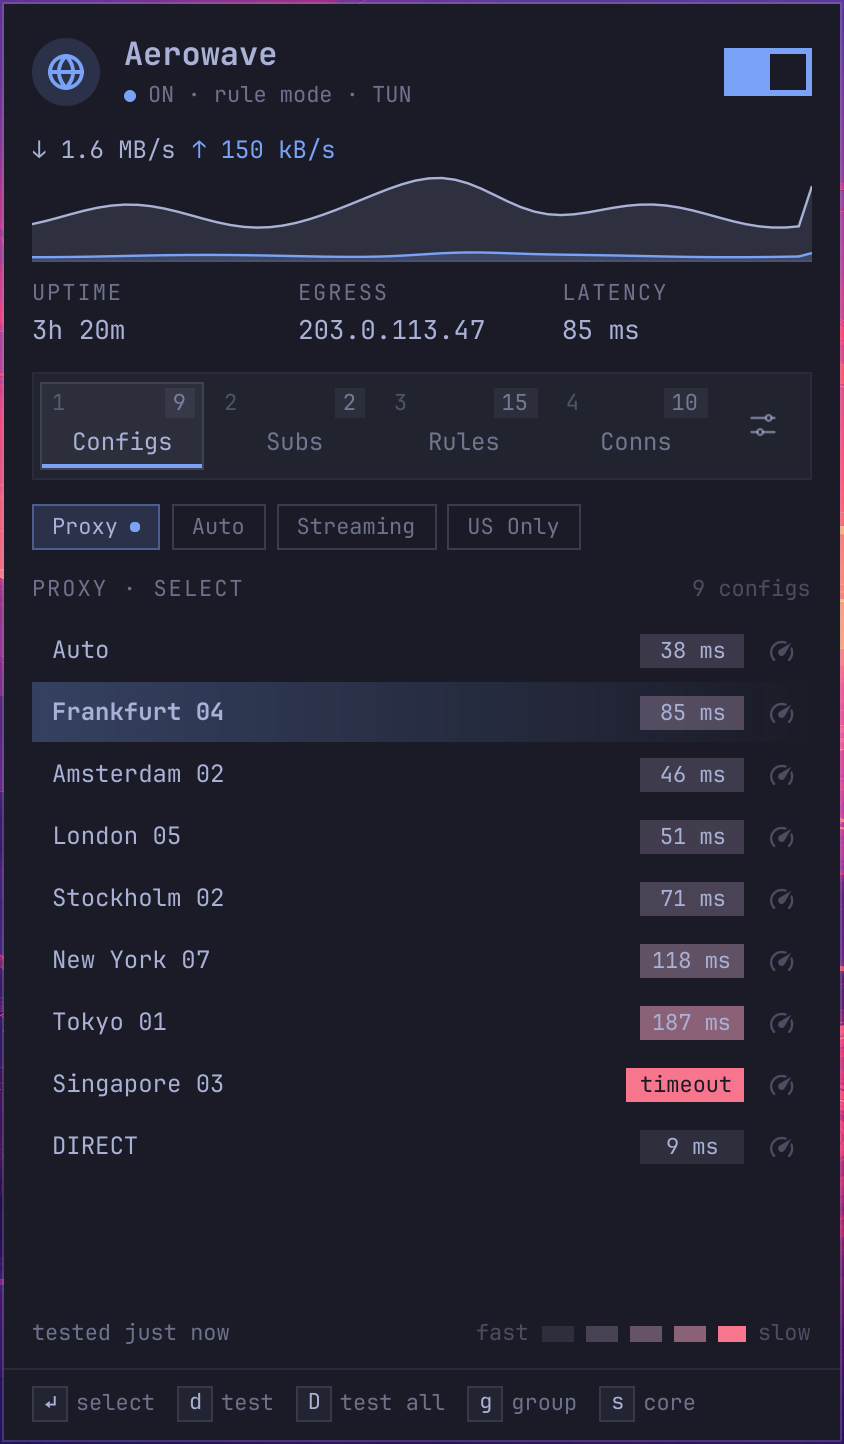 Aerowave
ON · rule mode · TUN
↓ 1.6 MB/s ↑ 150 kB/s
UPTIME EGRESS LATENCY
3h 20m 203.0.113.47 85 ms
1 9 2 2 3 15 4 10
Configs Subs Rules Conns
Proxy Auto Streaming US Only
PROXY · SELECT 9 configs
Auto 38 ms
Frankfurt 04 85 ms
Amsterdam 02 46 ms
London 05 51 ms
Stockholm 02 71 ms
New York 07 118 ms
Tokyo 01 187 ms
Singapore 03 timeout
DIRECT 9 ms
tested just now fast slow
↵ select d test D test all g group s core